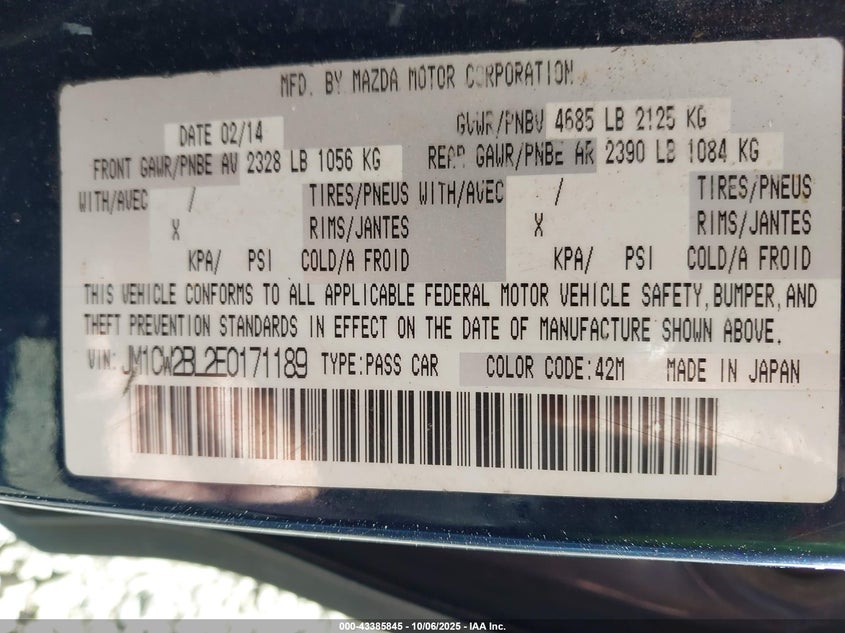 MFD. BY MAZDA MOTOR CORPORATION
DATE 02/14 GVWR/PNBV 4685 LB 2125 KG
FRONT GAWR/PNBE AV 2328 LB 1056 KG REAR GAWR/PNBE AR 2390 LB 1084 KG
WITH/AVEC / TIRES/PNEUS WITH/AVEC / TIRES/PNEUS
X RIMS/JANTES X RIMS/JANTES
KPA/ PSI COLD/A FROID KPA/ PSI COLD/A FROID
THIS VEHICLE CONFORMS TO ALL APPLICABLE FEDERAL MOTOR VEHICLE SAFETY, BUMPER, AND
THEFT PREVENTION STANDARDS IN EFFECT ON THE DATE OF MANUFACTURE SHOWN ABOVE.
VIN: JM1CW2BL2E0171189 TYPE: PASS CAR COLOR CODE: 42M MADE IN JAPAN
000-43385845 - 10/06/2025 - IAA Inc.